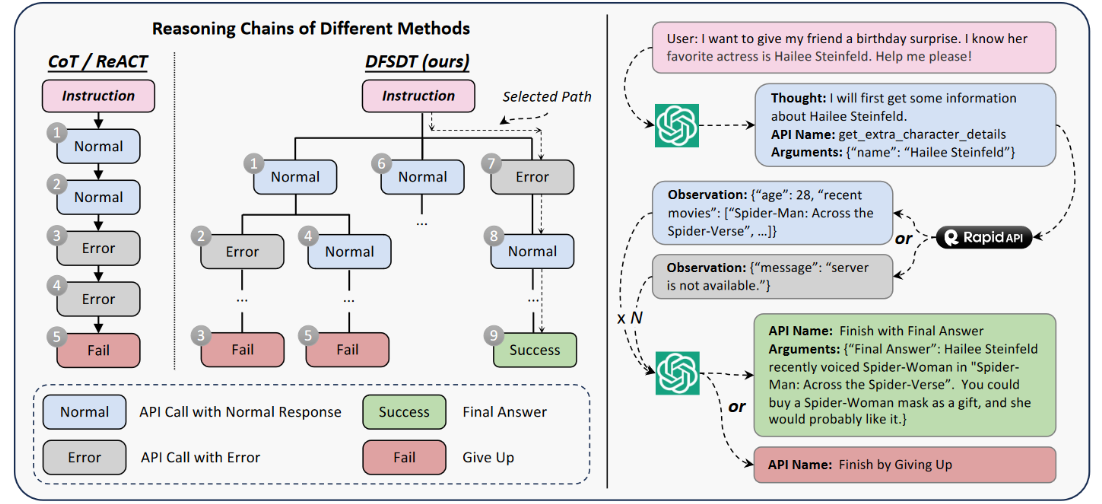 Reasoning Chains of Different Methods
CoT / ReACT
Instruction
1
Normal
2
Normal
3
Error
4
Error
5
Fail
DFSDT (ours)
Instruction
Selected Path
1
Normal
6
Normal
7
Error
2
Error
4
Normal
...
8
Normal
...
...
...
3
Fail
5
Fail
9
Success
Normal
API Call with Normal Response
Success
Final Answer
Error
API Call with Error
Fail
Give Up
User: I want to give my friend a birthday surprise. I know her
favorite actress is Hailee Steinfeld. Help me please!
Thought: I will first get some information
about Hailee Steinfeld.
API Name: get_extra_character_details
Arguments: {“name”: “Hailee Steinfeld”}
Observation: {“age”: 28, “recent
movies”: [“Spider-Man: Across the
Spider-Verse”, …]}
or
Rapid API
Observation: {“message”: “server
is not available.”}
x N
API Name: Finish with Final Answer
Arguments: {“Final Answer”: Hailee Steinfeld
recently voiced Spider-Woman in "Spider-
Man: Across the Spider-Verse”. You could
buy a Spider-Woman mask as a gift, and she
would probably like it.}
or
API Name: Finish by Giving Up